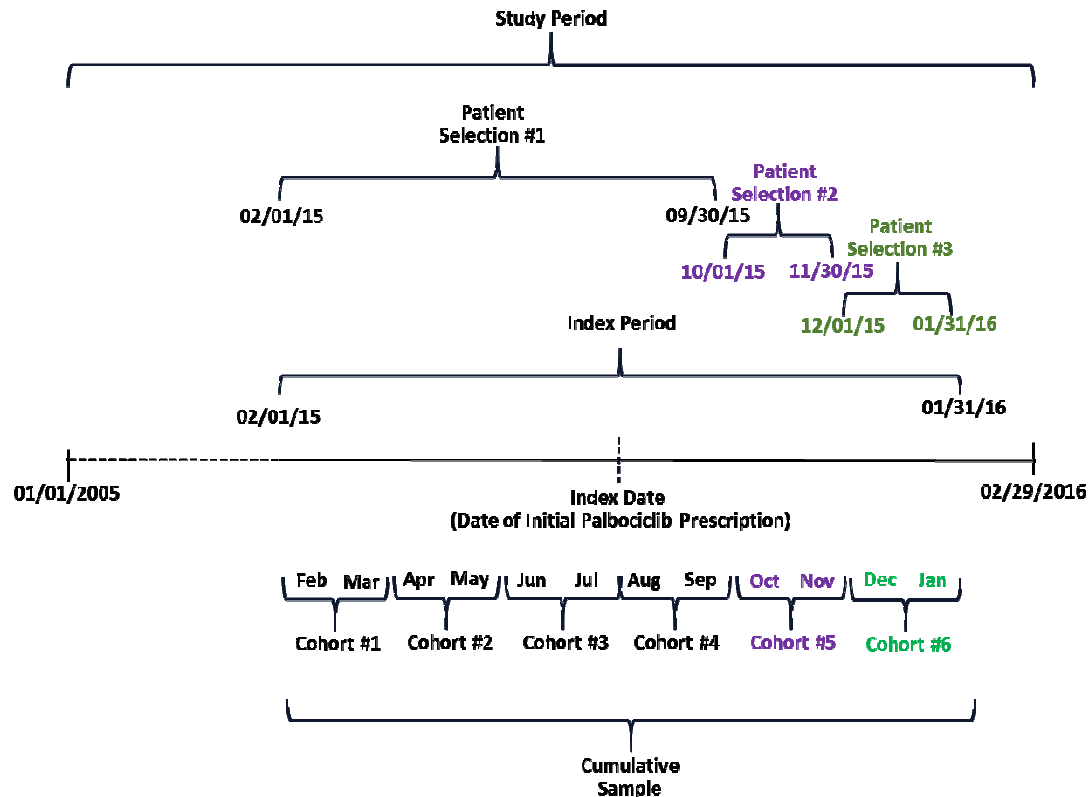 Study Period
Patient
Selection #1
Patient
Selection #2
02/01/15
09/30/15
Patient
Selection #3
10/01/15
11/30/15
Index Period
12/01/15
01/31/16
02/01/15
01/31/16
01/01/2005
02/29/2016
Index Date
(Date of Initial Palbociclib Prescription)
Feb Mar Apr May Jun Jul Aug Sep Oct Nov Dec Jan
Cohort #1 Cohort #2 Cohort #3 Cohort #4 Cohort #5 Cohort #6
Cumulative
Sample